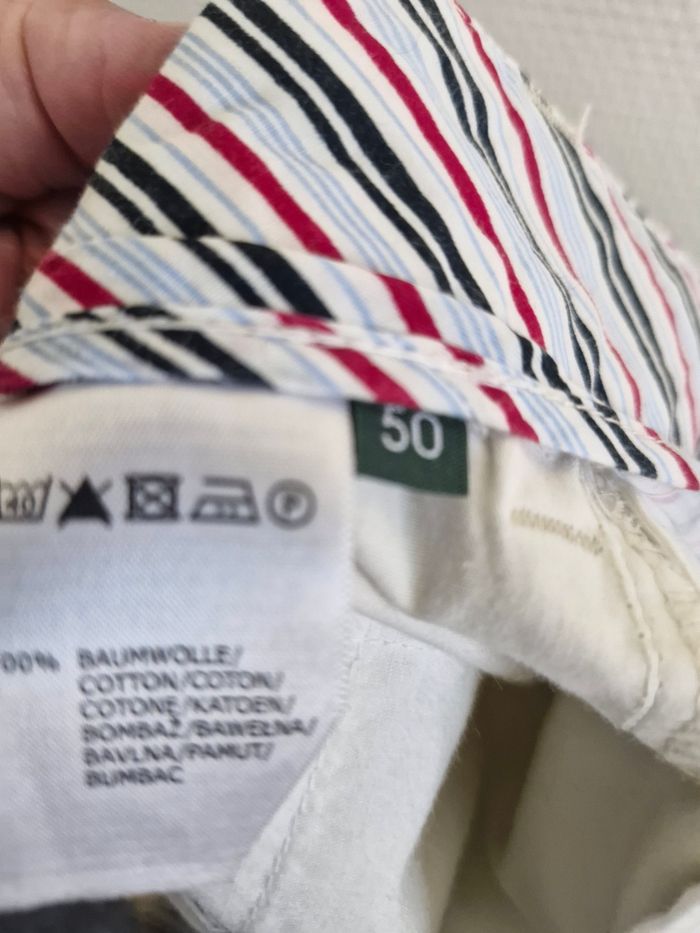 50
P
00% BAUMWOLLE/
COTTON/COTON/
COTONE/KATOEN/
BOMBAŽ/BAWEŁNA/
BAVLNA/PAMUT/
BUMBAC